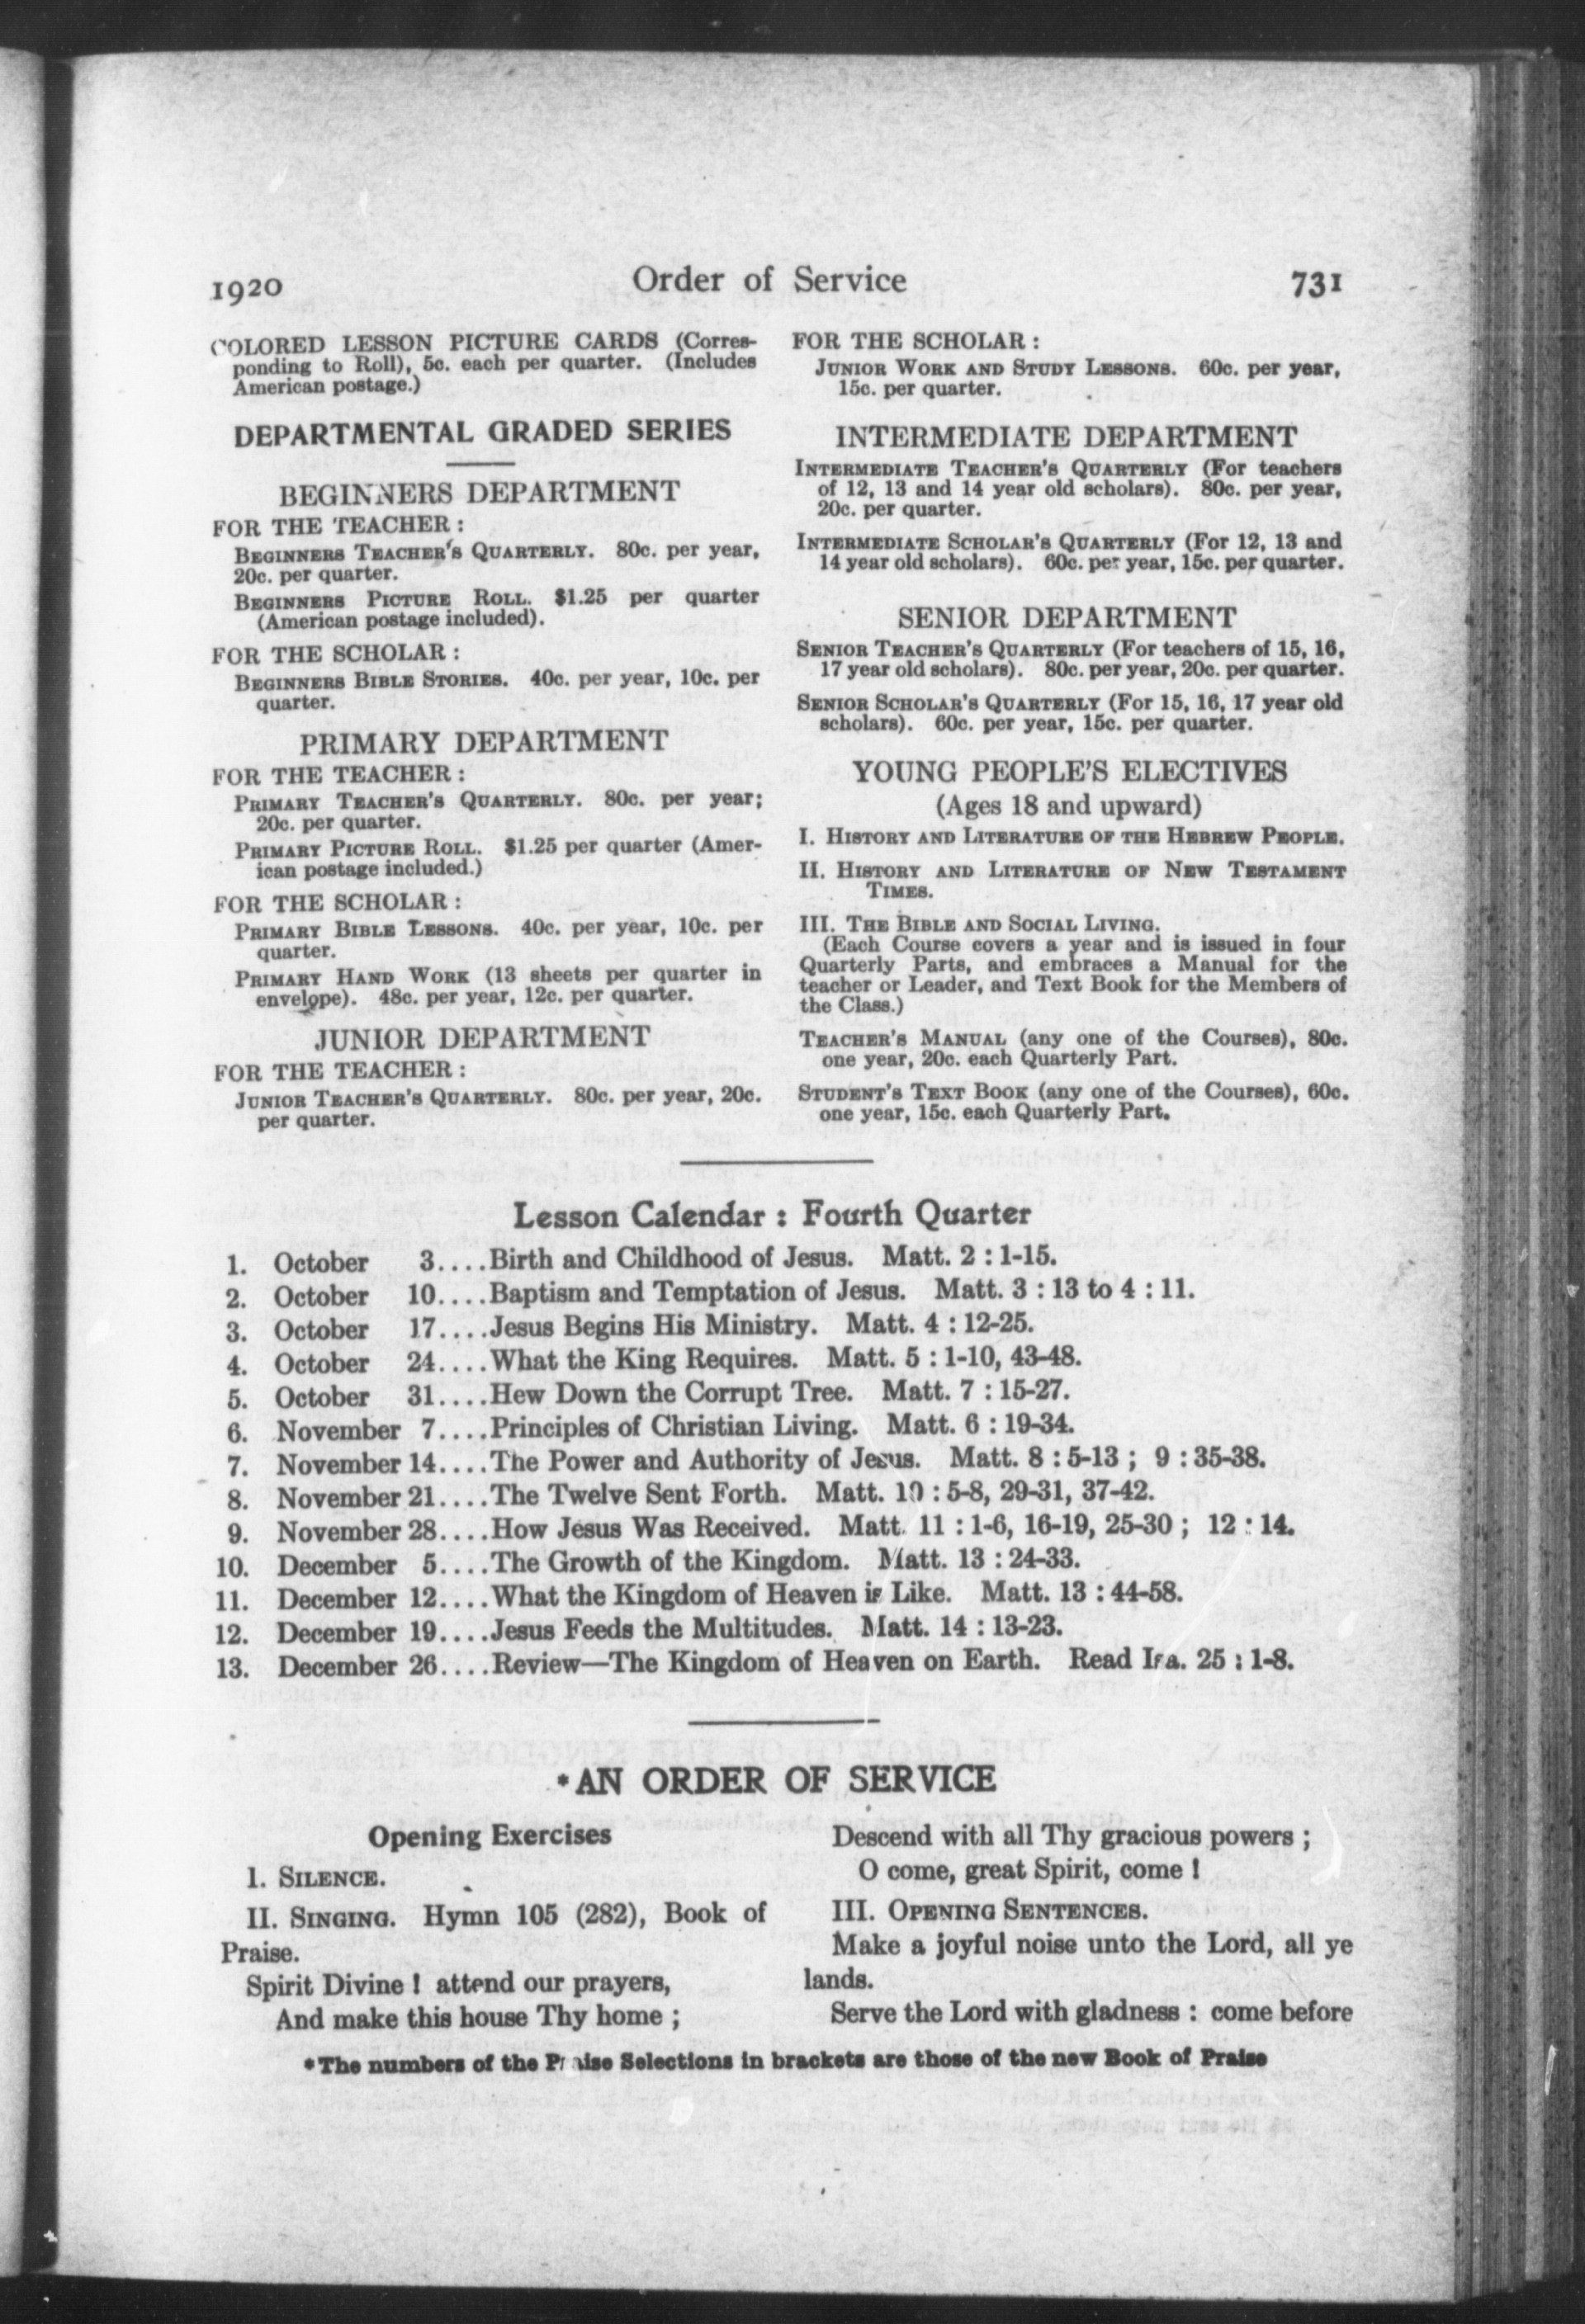 1920 Order of Service 731
COLORED LESSON PICTURE CARDS (Corres-
ponding to Roll), 5c. each per quarter. (Includes
American postage.)
DEPARTMENTAL GRADED SERIES
BEGINNERS DEPARTMENT
FOR THE TEACHER :
BEGINNERS TEACHER'S QUARTERLY. 80c. per year,
20c. per quarter.
BEGINNERS PICTURE ROLL. $1.25 per quarter
(American postage included).
FOR THE SCHOLAR :
BEGINNERS BIBLE STORIES. 40c. per year, 10c. per
quarter.
PRIMARY DEPARTMENT
FOR THE TEACHER :
PRIMARY TEACHER'S QUARTERLY. 80c. per year;
20c. per quarter.
PRIMARY PICTURE ROLL. $1.25 per quarter (Amer-
ican postage included.)
FOR THE SCHOLAR :
PRIMARY BIBLE LESSONS. 40c. per year, 10c. per
quarter.
PRIMARY HAND WORK (13 sheets per quarter in
envelope). 48c. per year, 12c. per quarter.
JUNIOR DEPARTMENT
FOR THE TEACHER :
JUNIOR TEACHER'S QUARTERLY. 80c. per year, 20c.
per quarter.
FOR THE SCHOLAR :
JUNIOR WORK AND STUDY LESSONS. 60c. per year,
15c. per quarter.
INTERMEDIATE DEPARTMENT
INTERMEDIATE TEACHER'S QUARTERLY (For teachers
of 12, 13 and 14 year old scholars). 80c. per year,
20c. per quarter.
INTERMEDIATE SCHOLAR'S QUARTERLY (For 12, 13 and
14 year old scholars). 60c. per year, 15c. per quarter.
SENIOR DEPARTMENT
SENIOR TEACHER'S QUARTERLY (For teachers of 15, 16,
17 year old scholars). 80c. per year, 20c. per quarter.
SENIOR SCHOLAR'S QUARTERLY (For 15, 16, 17 year old
scholars). 60c. per year, 15c. per quarter.
YOUNG PEOPLE'S ELECTIVES
(Ages 18 and upward)
I. HISTORY AND LITERATURE OF THE HEBREW PEOPLE.
II. HISTORY AND LITERATURE OF NEW TESTAMENT
TIMES.
III. THE BIBLE AND SOCIAL LIVING.
(Each Course covers a year and is issued in four
Quarterly Parts, and embraces a Manual for the
teacher or Leader, and Text Book for the Members of
the Class.)
TEACHER'S MANUAL (any one of the Courses), 80c.
one year, 20c. each Quarterly Part.
STUDENT'S TEXT BOOK (any one of the Courses), 60c.
one year, 15c. each Quarterly Part.
Lesson Calendar : Fourth Quarter
1. October 3....Birth and Childhood of Jesus. Matt. 2 : 1-15.
2. October 10....Baptism and Temptation of Jesus. Matt. 3 : 13 to 4 : 11.
3. October 17....Jesus Begins His Ministry. Matt. 4 : 12-25.
4. October 24....What the King Requires. Matt. 5 : 1-10, 43-48.
5. October 31....Hew Down the Corrupt Tree. Matt. 7 : 15-27.
6. November 7....Principles of Christian Living. Matt. 6 : 19-34.
7. November 14....The Power and Authority of Jesus. Matt. 8 : 5-13 ; 9 : 35-38.
8. November 21....The Twelve Sent Forth. Matt. 10 : 5-8, 29-31, 37-42.
9. November 28....How Jesus Was Received. Matt. 11 : 1-6, 16-19, 25-30 ; 12 : 14.
10. December 5....The Growth of the Kingdom. Matt. 13 : 24-33.
11. December 12....What the Kingdom of Heaven is Like. Matt. 13 : 44-58.
12. December 19....Jesus Feeds the Multitudes. Matt. 14 : 13-23.
13. December 26....Review—The Kingdom of Heaven on Earth. Read Isa. 25 : 1-8.
*AN ORDER OF SERVICE
Opening Exercises
I. SILENCE.
II. SINGING. Hymn 105 (282), Book of
Praise.
Spirit Divine ! attend our prayers,
And make this house Thy home ;
Descend with all Thy gracious powers ;
O come, great Spirit, come !
III. OPENING SENTENCES.
Make a joyful noise unto the Lord, all ye
lands.
Serve the Lord with gladness : come before
*The numbers of the Praise Selections in brackets are those of the new Book of Praise